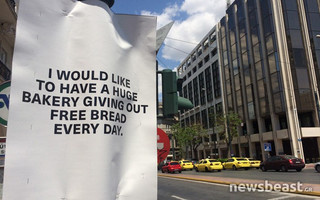 I WOULD LIKE
TO HAVE A HUGE
BAKERY GIVING OUT
FREE BREAD
EVERY DAY.
newsbeast.gr